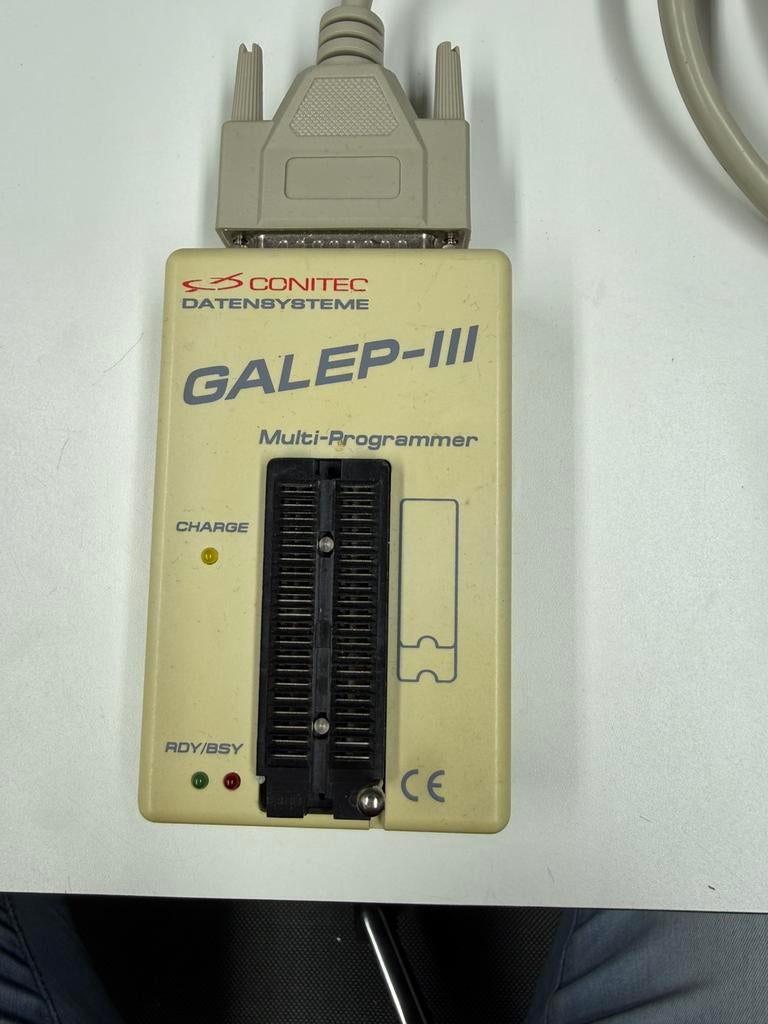 CONITEC
DATENSYSTEME
GALEP-III
Multi-Programmer
CHARGE
RDY/BSY
CE